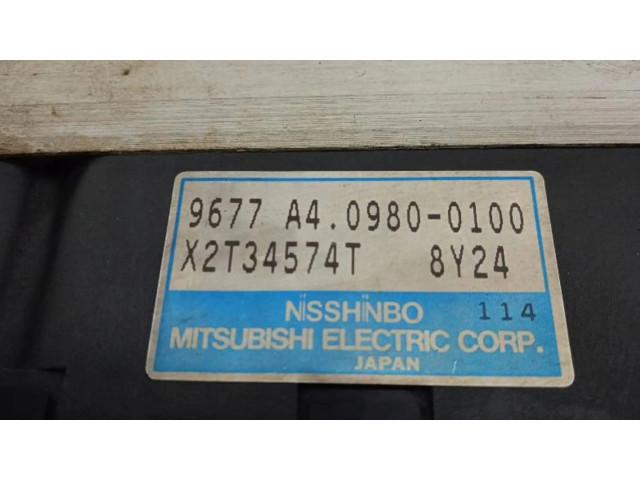 9677 A4.0980-0100
X2T34574T 8Y24
NISSHINBO 114
MITSUBISHI ELECTRIC CORP.
JAPAN